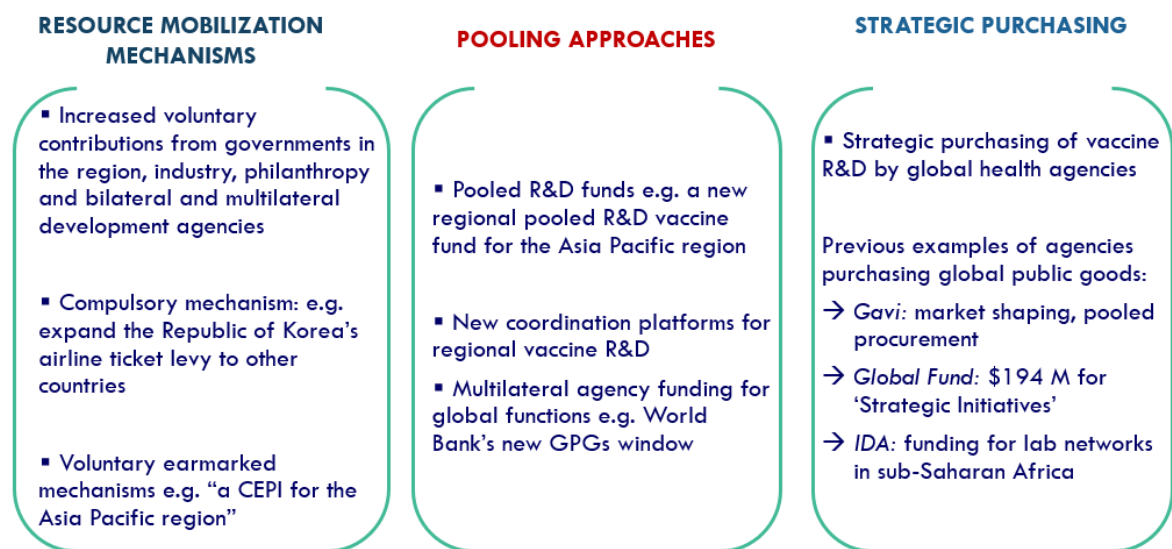 RESOURCE MOBILIZATION
MECHANISMS
▪ Increased voluntary
contributions from governments in
the region, industry, philanthropy
and bilateral and multilateral
development agencies
▪ Compulsory mechanism: e.g.
expand the Republic of Korea's
airline ticket levy to other
countries
▪ Voluntary earmarked
mechanisms e.g. “a CEPI for the
Asia Pacific region”
POOLING APPROACHES
▪ Pooled R&D funds e.g. a new
regional pooled R&D vaccine
fund for the Asia Pacific region
▪ New coordination platforms for
regional vaccine R&D
▪ Multilateral agency funding for
global functions e.g. World
Bank's new GPGs window
STRATEGIC PURCHASING
▪ Strategic purchasing of vaccine
R&D by global health agencies
Previous examples of agencies
purchasing global public goods:
→ Gavi: market shaping, pooled
procurement
→ Global Fund: $194 M for
‘Strategic Initiatives’
→ IDA: funding for lab networks
in sub-Saharan Africa